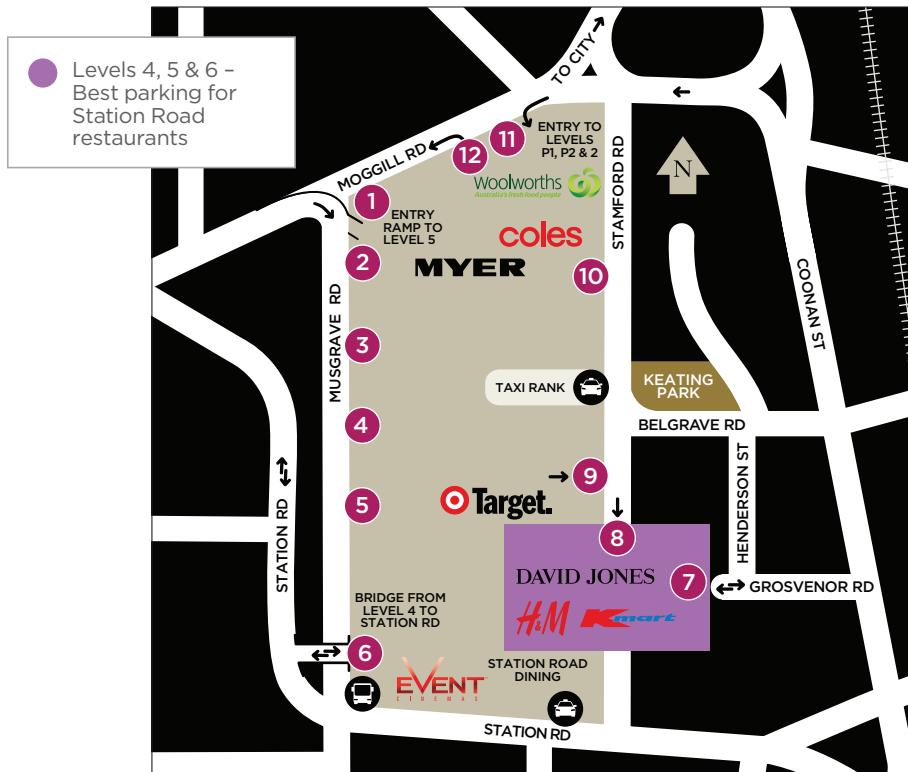 Levels 4, 5 & 6 –
Best parking for
Station Road
restaurants
TO CITY
MOGGILL RD
11
12
ENTRY TO
LEVELS
P1, P2 & 2
Woolworths
Australia's fresh food people
1
ENTRY
RAMP TO
LEVEL 5
N
STAMFORD RD
coles
2
MYER
10
COONAN ST
MUSGRAVE RD
3
TAXI RANK
KEATING
PARK
4
BELGRAVE RD
9
5
Target.
STATION RD
8
HENDERSON ST
DAVID JONES
7
GROSVENOR RD
H&M
Kmart
BRIDGE FROM
LEVEL 4 TO
STATION RD
6
EVENT
CINEMAS
STATION ROAD
DINING
STATION RD